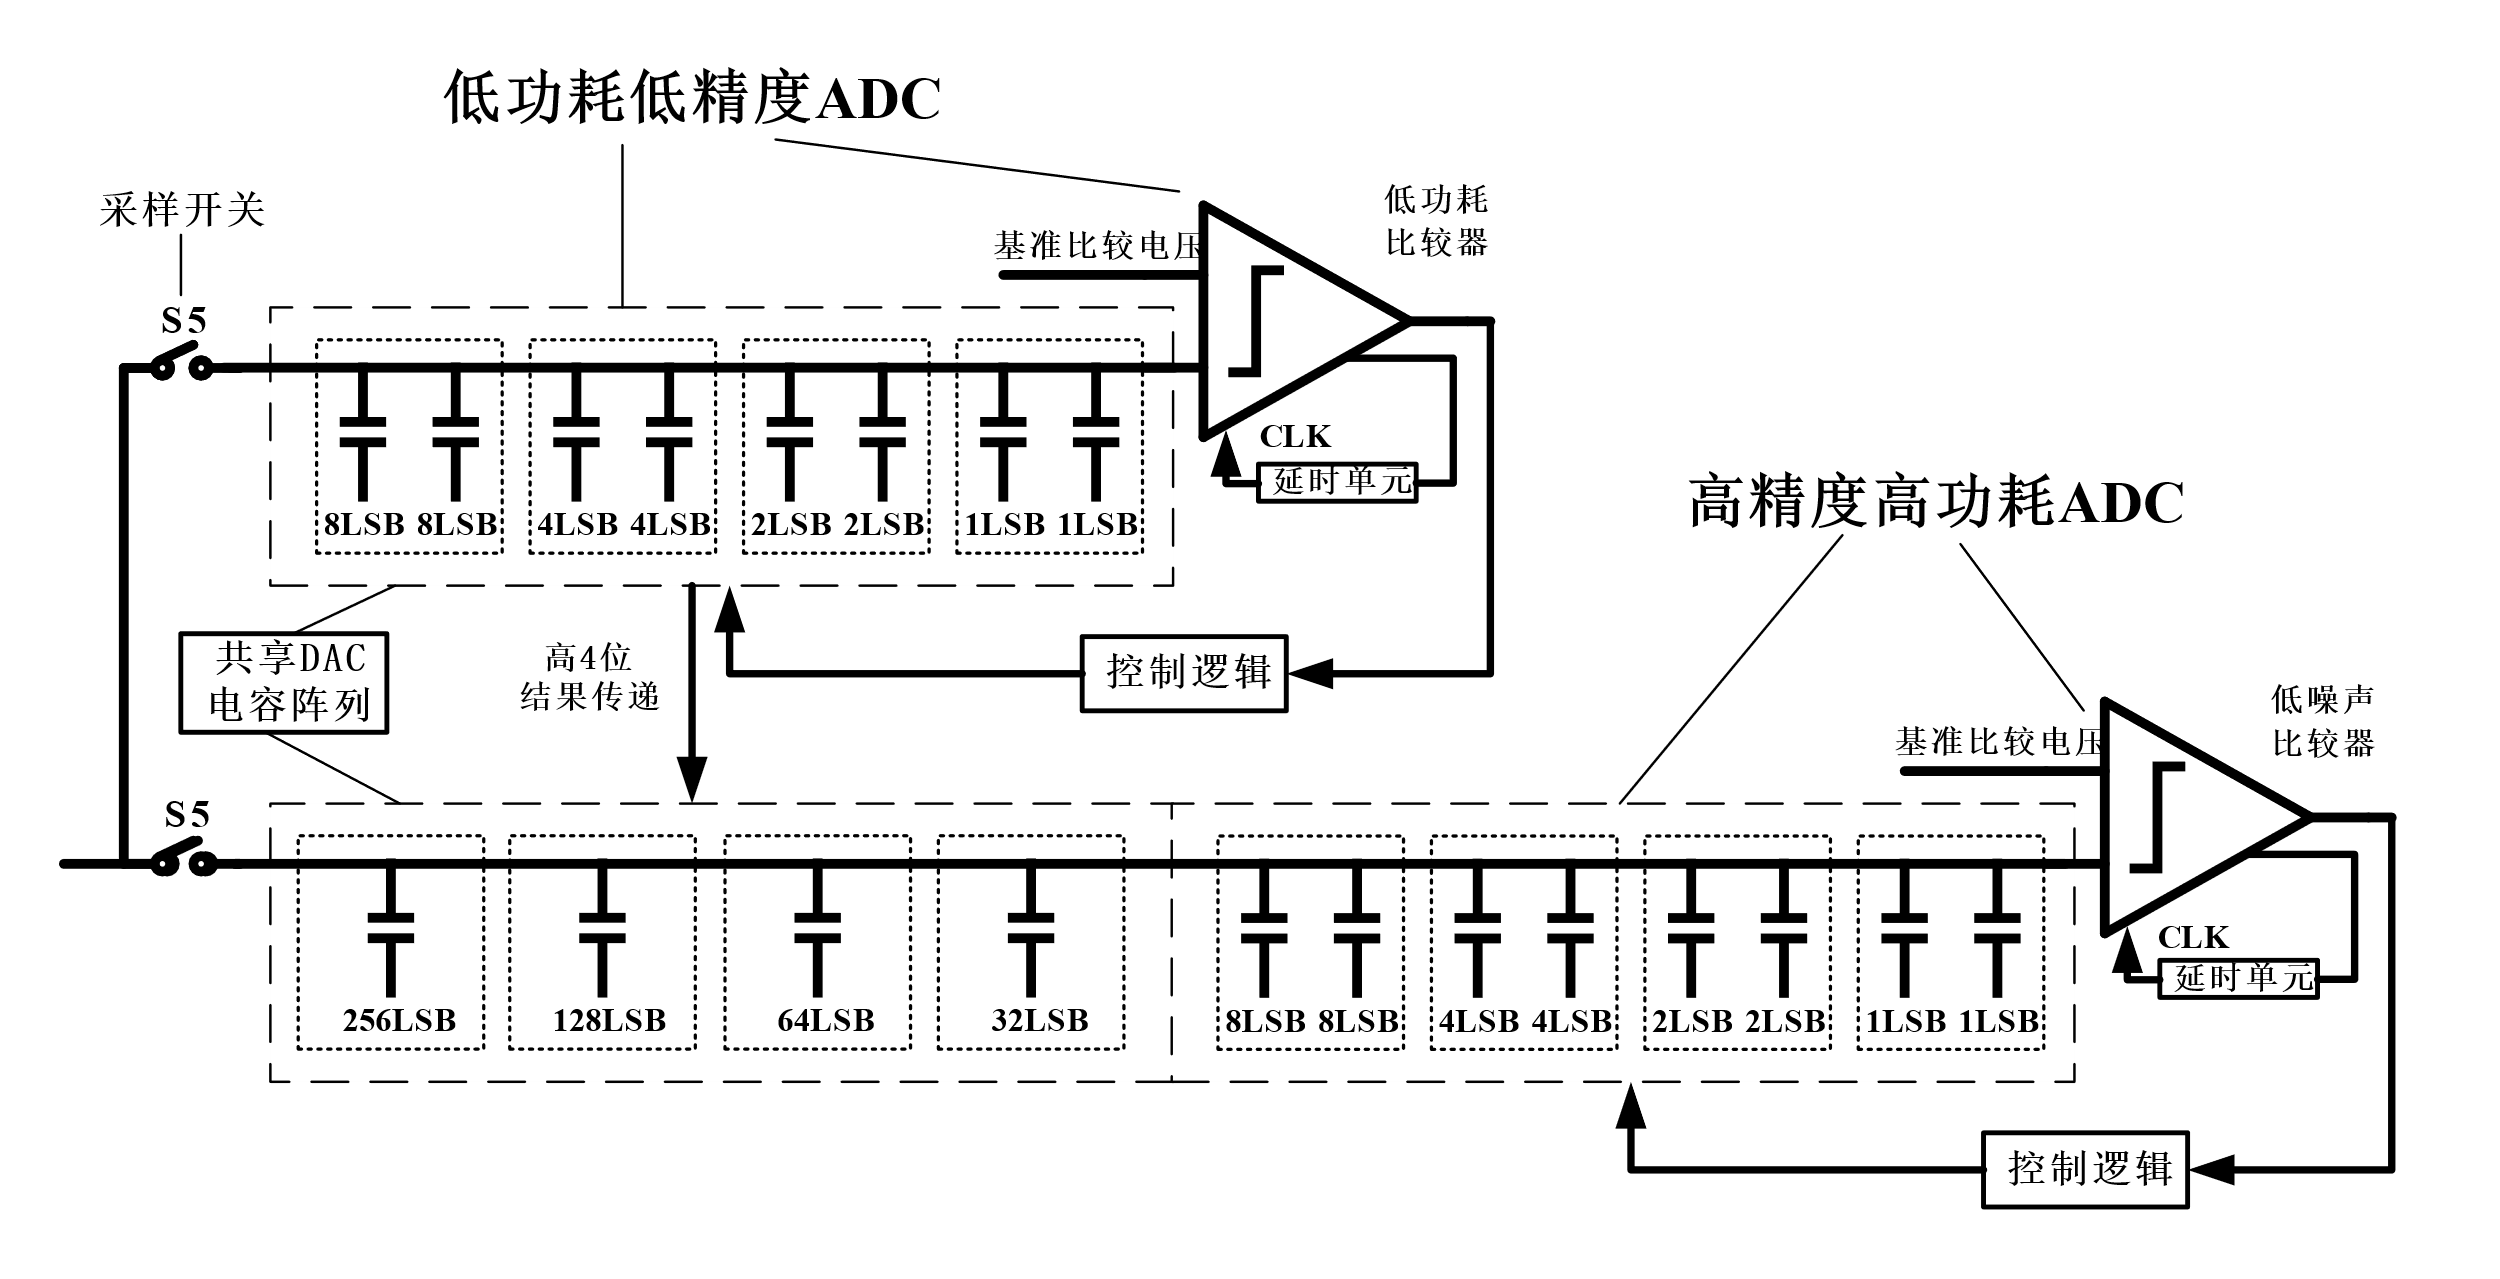 低功耗低精度ADC
采样开关
低功耗
比较器
基准比较电压
S5
CLK
延时单元
8LSB 8LSB 4LSB 4LSB 2LSB 2LSB 1LSB 1LSB
高精度高功耗ADC
共享DAC
电容阵列
高4位
结果传递
控制逻辑
低噪声
比较器
基准比较电压
S5
CLK
延时单元
256LSB 128LSB 64LSB 32LSB 8LSB 8LSB 4LSB 4LSB 2LSB 2LSB 1LSB 1LSB
控制逻辑